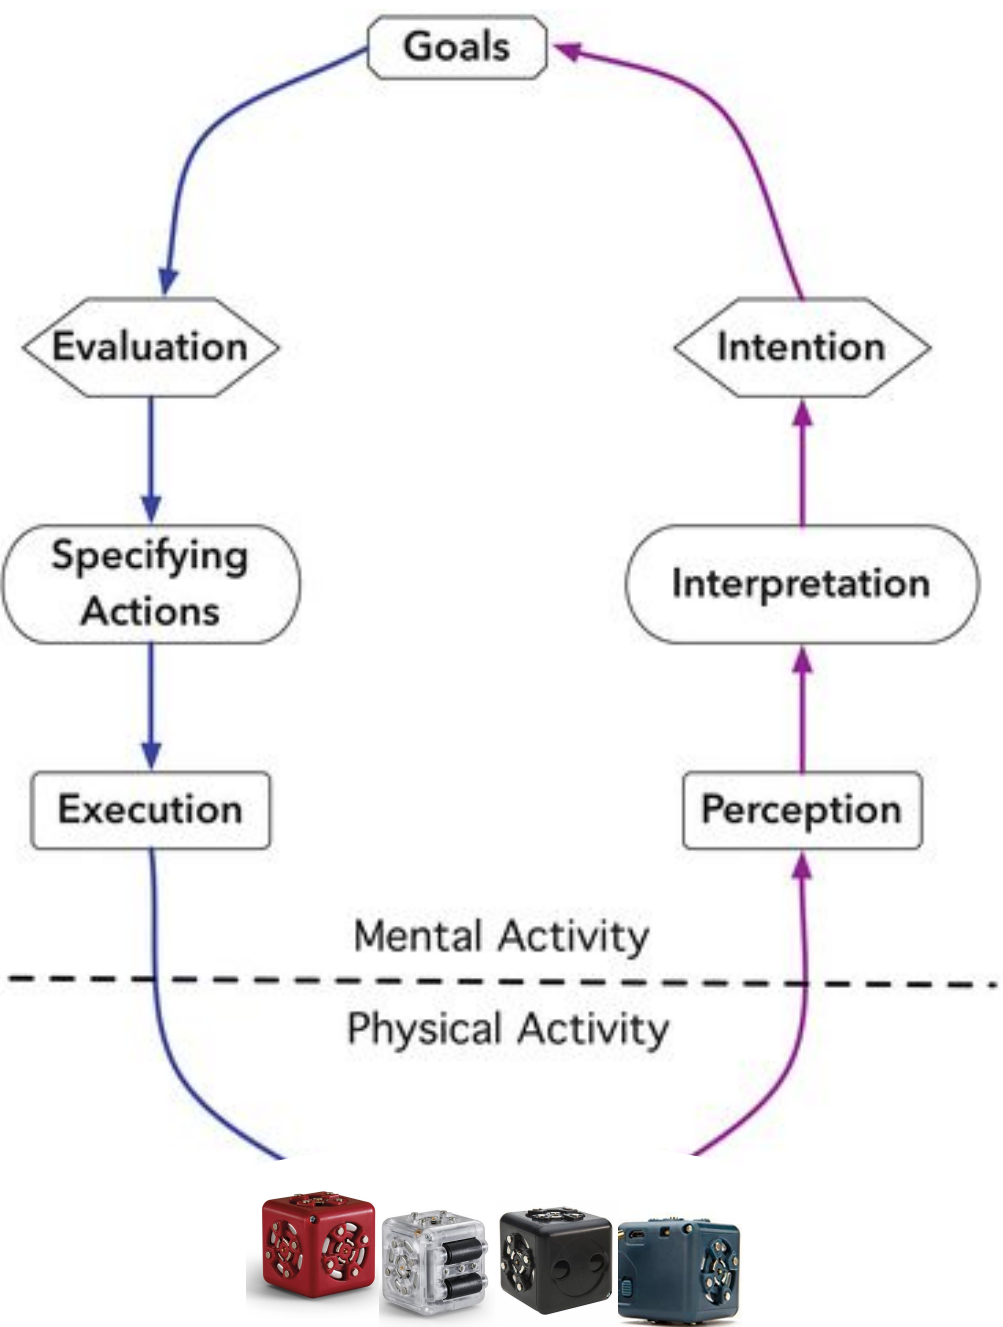 Goals
Evaluation
Intention
Specifying
Actions
Interpretation
Execution
Perception
Mental Activity
Physical Activity